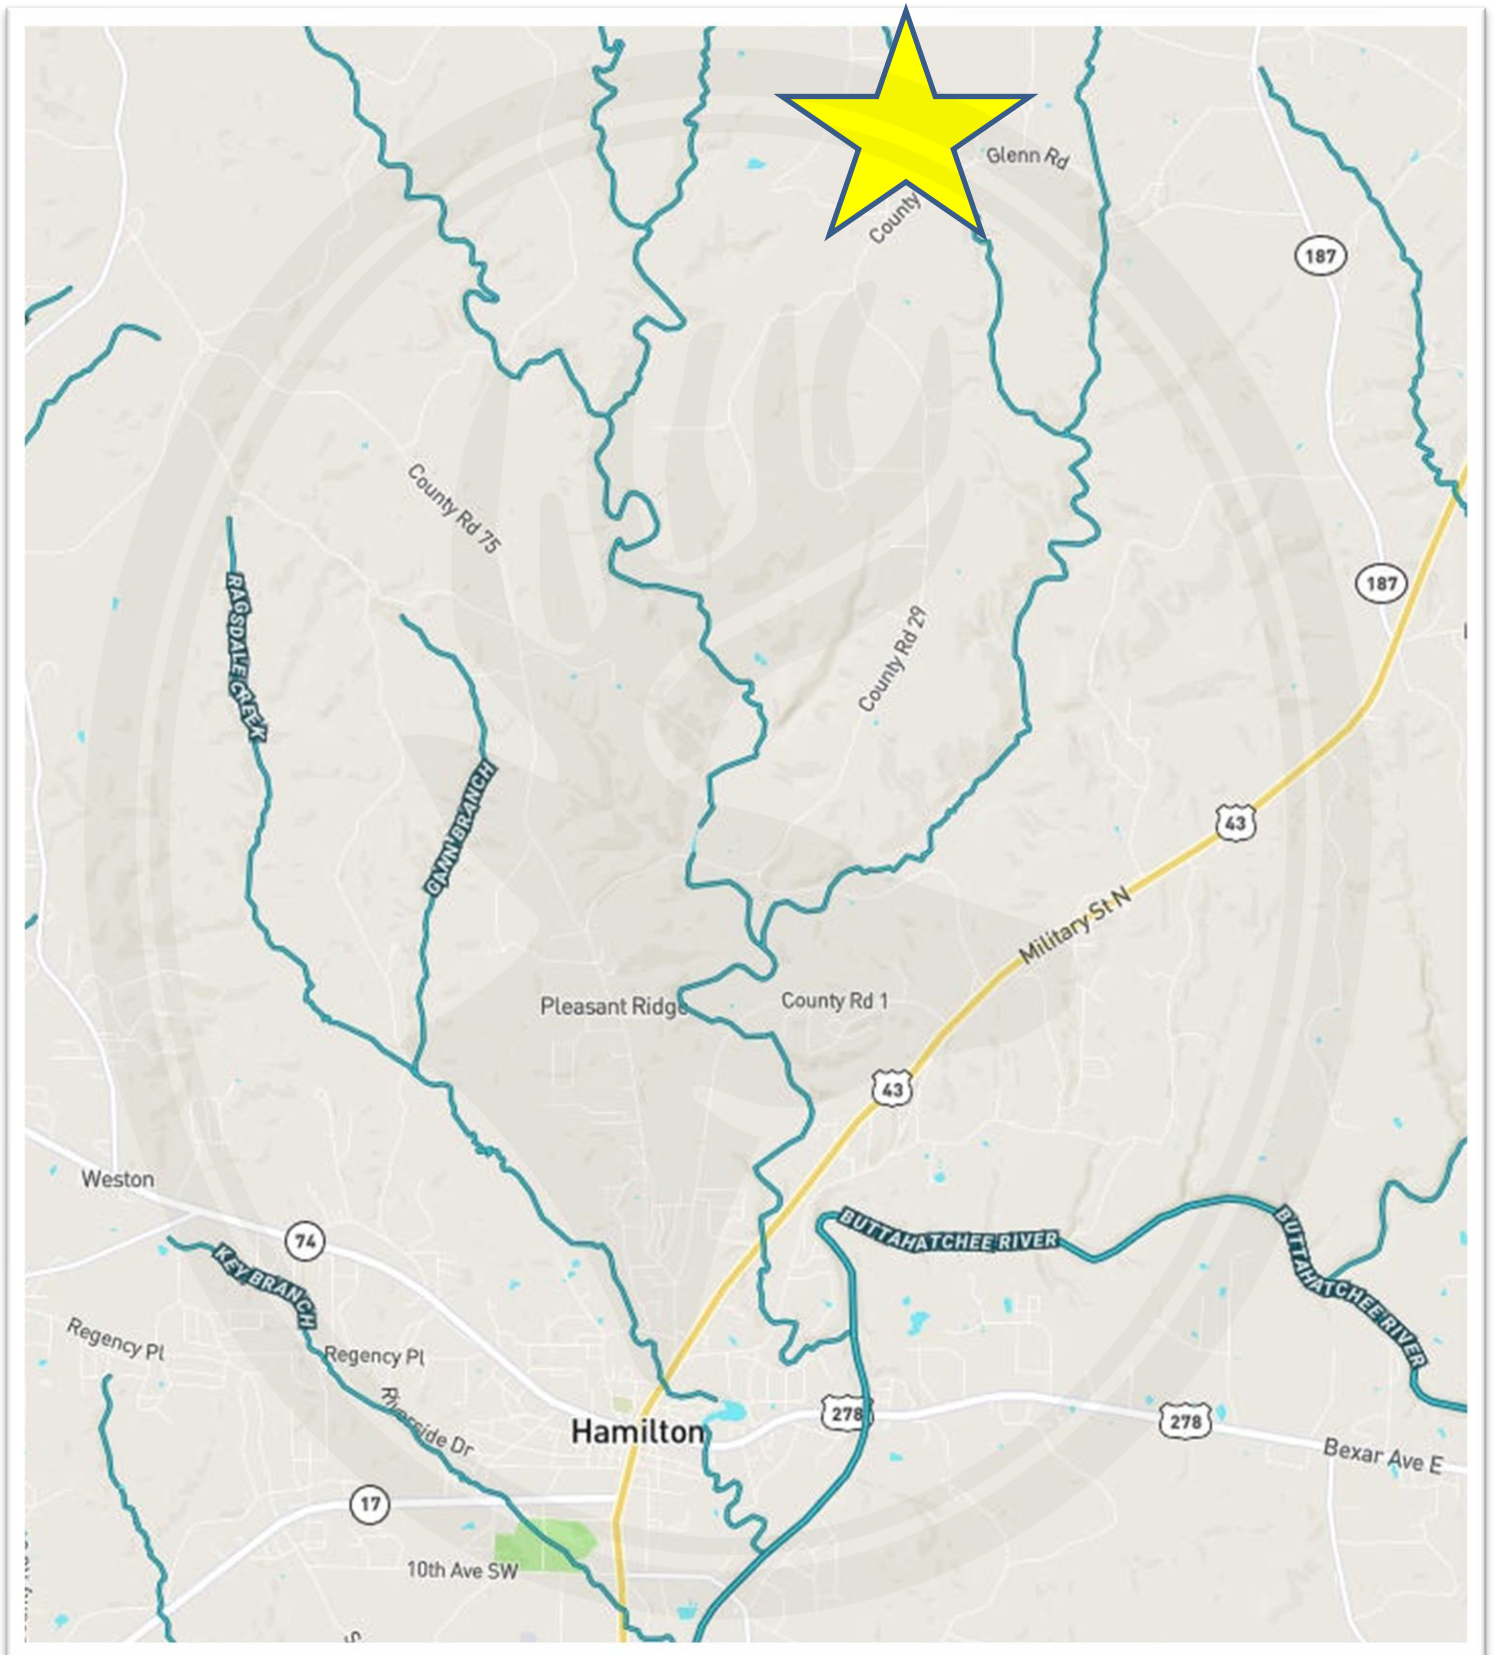 Glenn Rd
County
187
County Rd 75
187
RAGSDALE CREEK
County Rd 29
GANN BRANCH
43
Military St N
Pleasant Ridge
County Rd 1
43
Weston
BUTTAHATCHEE RIVER
BUTTAHATCHEE RIVER
74
KEY BRANCH
Regency Pl
Regency Pl
Riverside Dr
278
278
Hamilton
Bexar Ave E
17
10th Ave SW